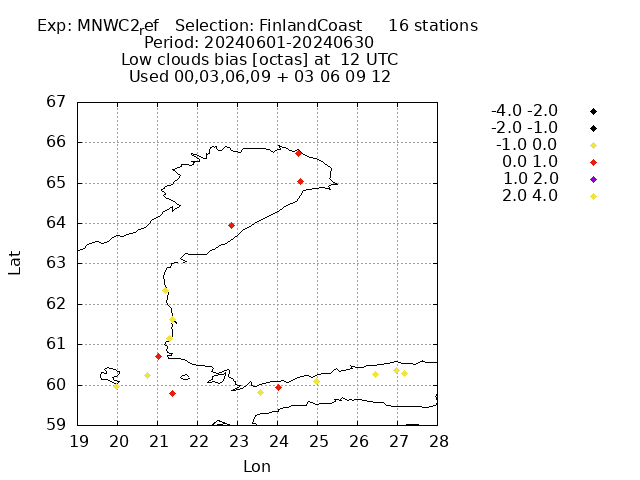 Exp: MNWC2ref Selection: FinlandCoast 16 stations
Period: 20240601-20240630
Low clouds bias [octas] at 12 UTC
Used 00,03,06,09 + 03 06 09 12
-4.0 -2.0
-2.0 -1.0
-1.0 0.0
0.0 1.0
1.0 2.0
2.0 4.0
67
66
65
64
63
62
61
60
59
Lat
19 20 21 22 23 24 25 26 27 28
Lon